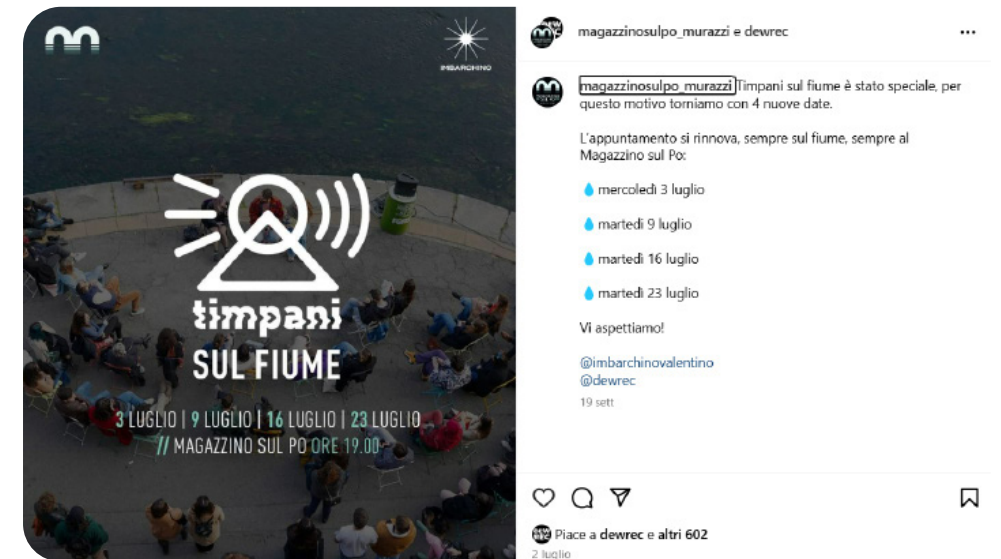 IMBARCHINO
timpani
SUL FIUME
3 LUGLIO | 9 LUGLIO | 16 LUGLIO | 23 LUGLIO
// MAGAZZINO SUL PO ORE 19.00
magazzinosulpo_murazzi e dewrec
magazzinosulpo_murazzi Timpani sul fiume è stato speciale, per
questo motivo torniamo con 4 nuove date.
L'appuntamento si rinnova, sempre sul fiume, sempre al
Magazzino sul Po:
mercoledì 3 luglio
martedì 9 luglio
martedì 16 luglio
martedì 23 luglio
Vi aspettiamo!
@imbarchinovalentino
@dewrec
19 sett
Piace a dewrec e altri 602
2 luglio